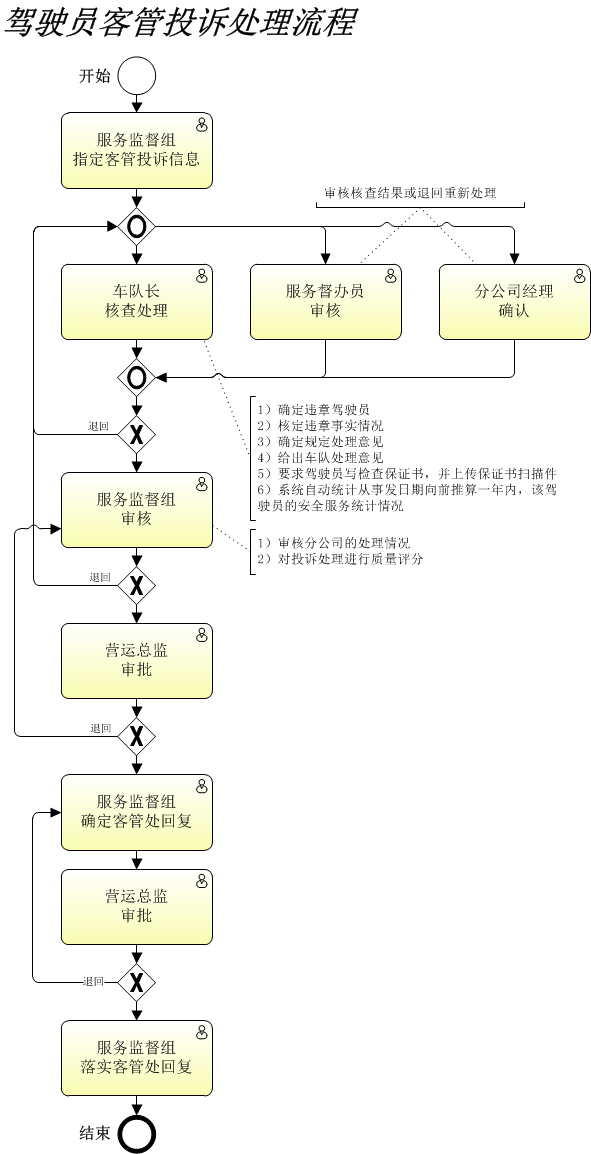 驾驶员客管投诉处理流程
开始
服务监督组
指定客管投诉信息
审核核查结果或退回重新处理
车队长
核查处理
服务督办员
审核
分公司经理
确认
退回
1）确定违章驾驶员
2）核定违章事实情况
3）确定规定处理意见
4）给出车队处理意见
5）要求驾驶员写检查保证书，并上传保证书扫描件
6）系统自动统计从事发日期向前推算一年内，该驾
驶员的安全服务统计情况
服务监督组
审核
1）审核分公司的处理情况
2）对投诉处理进行质量评分
退回
营运总监
审批
退回
服务监督组
确定客管处回复
营运总监
审批
退回
服务监督组
落实客管处回复
结束